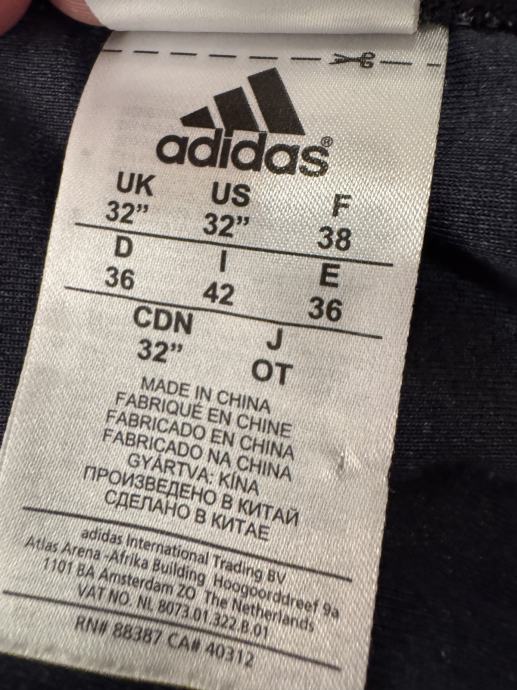 adidas®
UK US F
32” 32” 38
D I E
36 42 36
CDN J
32” OT
MADE IN CHINA
FABRIQUÉ EN CHINE
FABRICADO EN CHINA
FABRICADO NA CHINA
GYÁRTVA: KÍNA
ПРОИЗВЕДЕНО В КИТАЙ
СДЕЛАНО В КИТАЕ
adidas International Trading BV
Atlas Arena -Afrika Building Hoogoorddreef 9a
1101 BA Amsterdam ZO The Netherlands
VAT NO. NL 8073.01.322.B.01
RN# 88387 CA# 40312